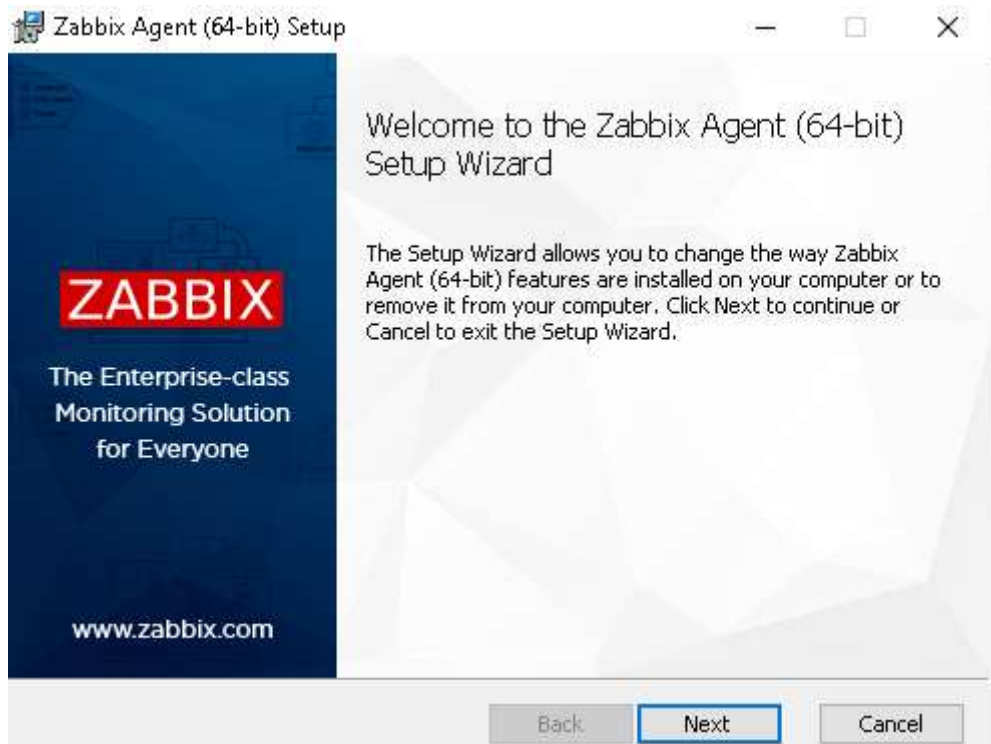 Zabbix Agent (64-bit) Setup
Welcome to the Zabbix Agent (64-bit)
Setup Wizard
The Setup Wizard allows you to change the way Zabbix
Agent (64-bit) features are installed on your computer or to
remove it from your computer. Click Next to continue or
Cancel to exit the Setup Wizard.
ZABBIX
The Enterprise-class
Monitoring Solution
for Everyone
www.zabbix.com
Back
Next
Cancel